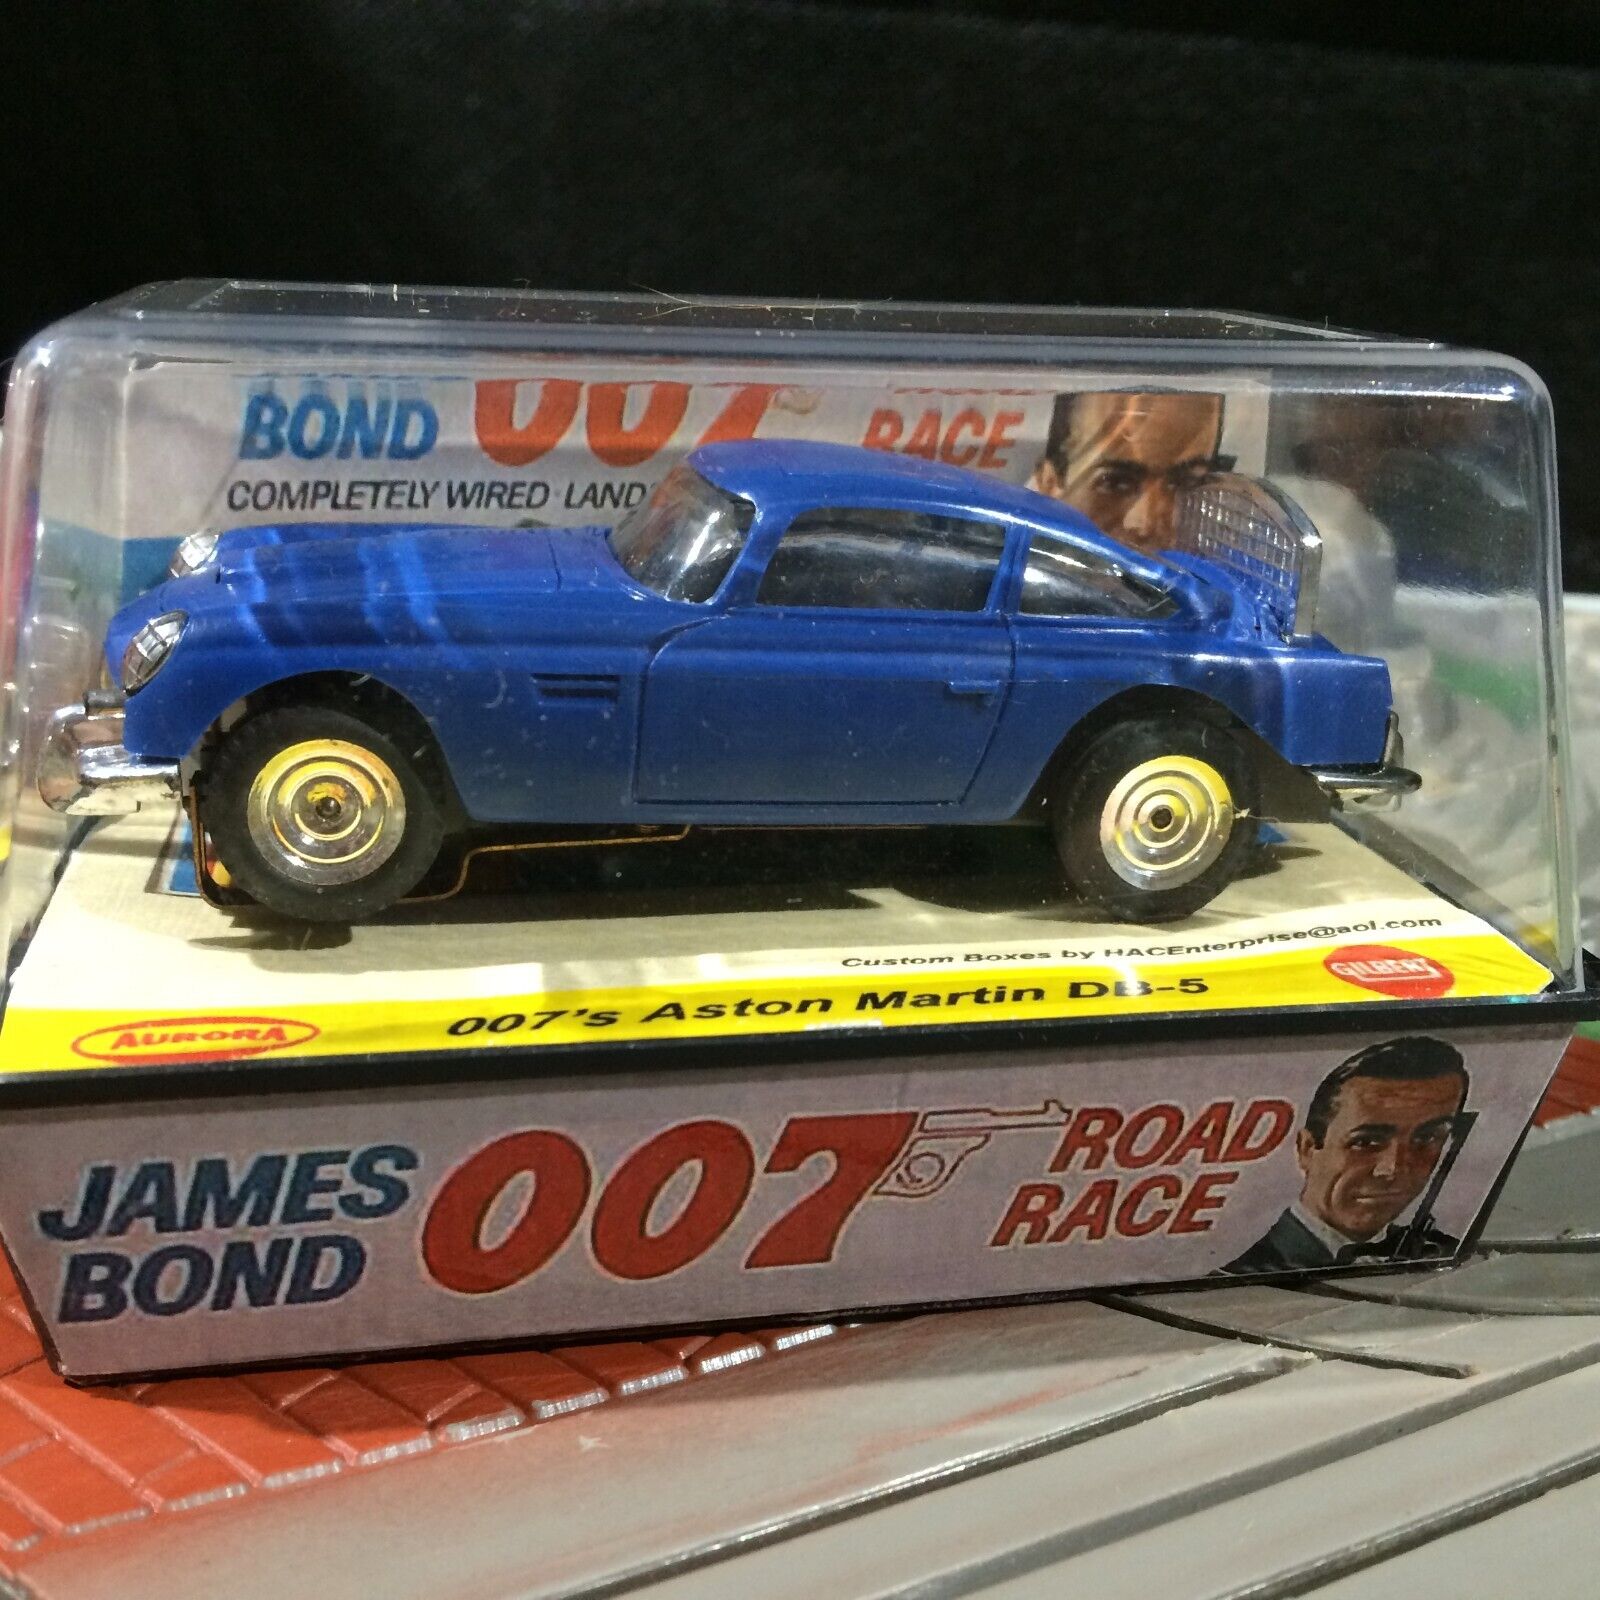 BOND 007
RACE
COMPLETELY WIRED LAND
Custom Boxes by HACEnterprise@aol.com
GILBERT
007's Aston Martin DB-5
AURORA
JAMES BOND
007
ROAD RACE